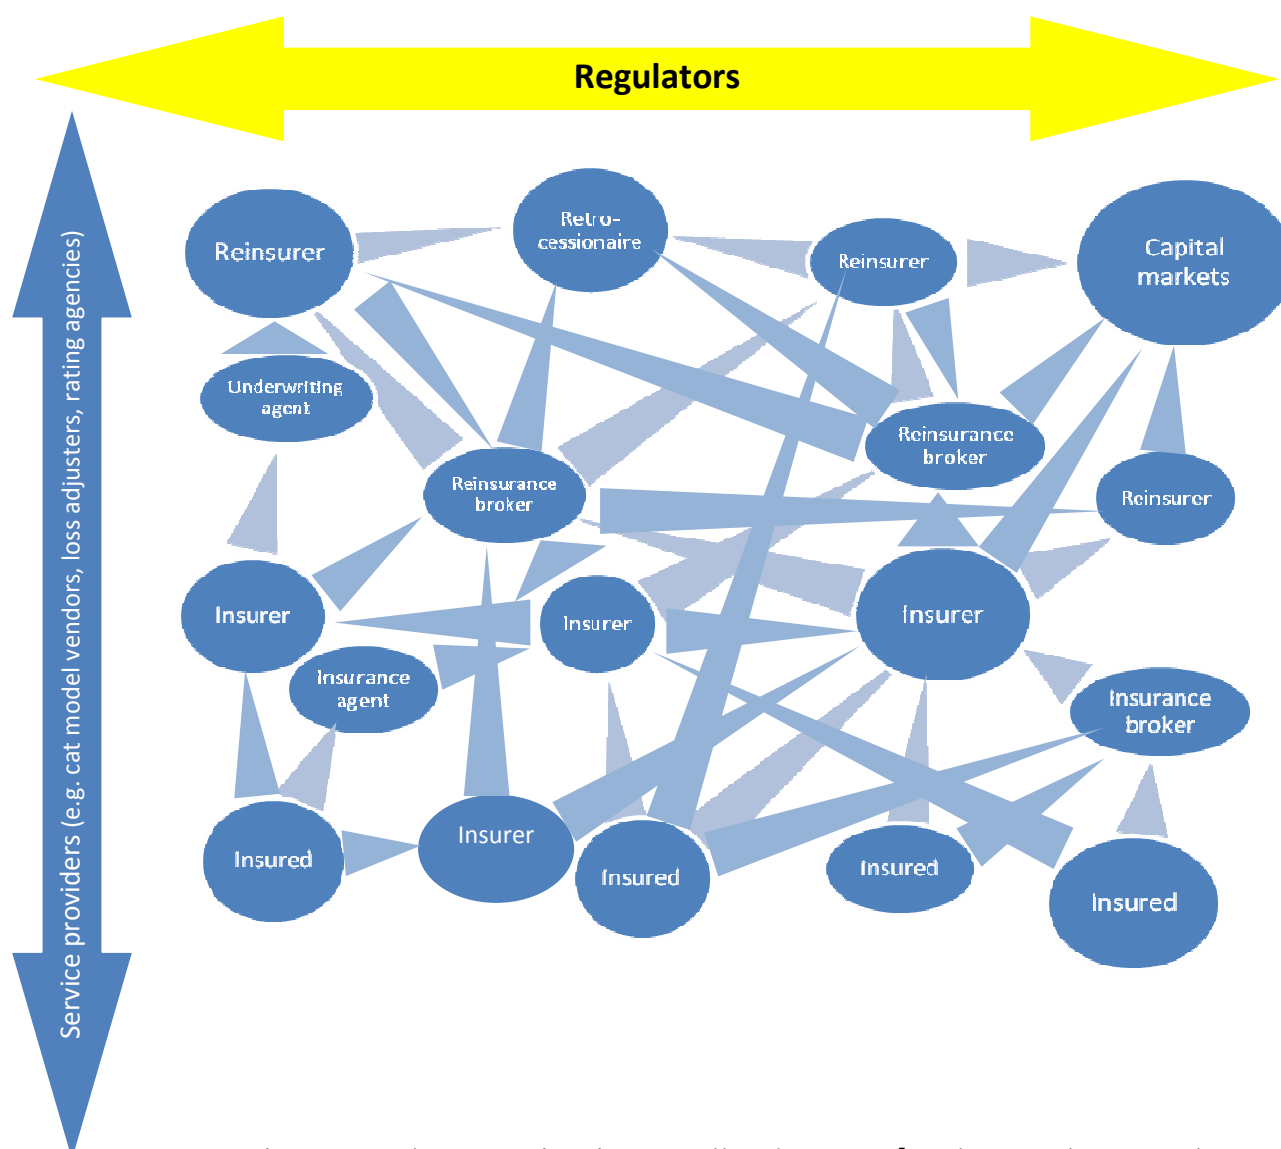 Regulators
Service providers (e.g. cat model vendors, loss adjusters, rating agencies)
Reinsurer
Retro-
cessionaire
Reinsurer
Capital
markets
Underwriting
agent
Reinsurance
broker
Reinsurance
broker
Reinsurer
Insurer
Insurer
Insurer
Insurance
agent
Insurance
broker
Insured
Insurer
Insured
Insured
Insured